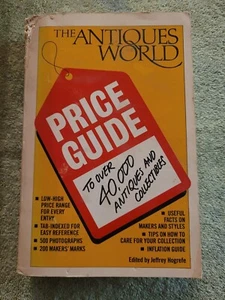 THE ANTIQUES
WORLD
PRICE
GUIDE
TO OVER
40,000
ANTIQUES AND
COLLECTIBLES
• LOW-HIGH
PRICE RANGE
FOR EVERY
ENTRY
• TAB-INDEXED FOR
EASY REFERENCE
• 500 PHOTOGRAPHS
• 200 MAKERS' MARKS
• USEFUL
FACTS ON
MAKERS AND STYLES
• TIPS ON HOW TO
CARE FOR YOUR COLLECTION
• INFLATION GUIDE
Edited by Jeffrey Hogrefe